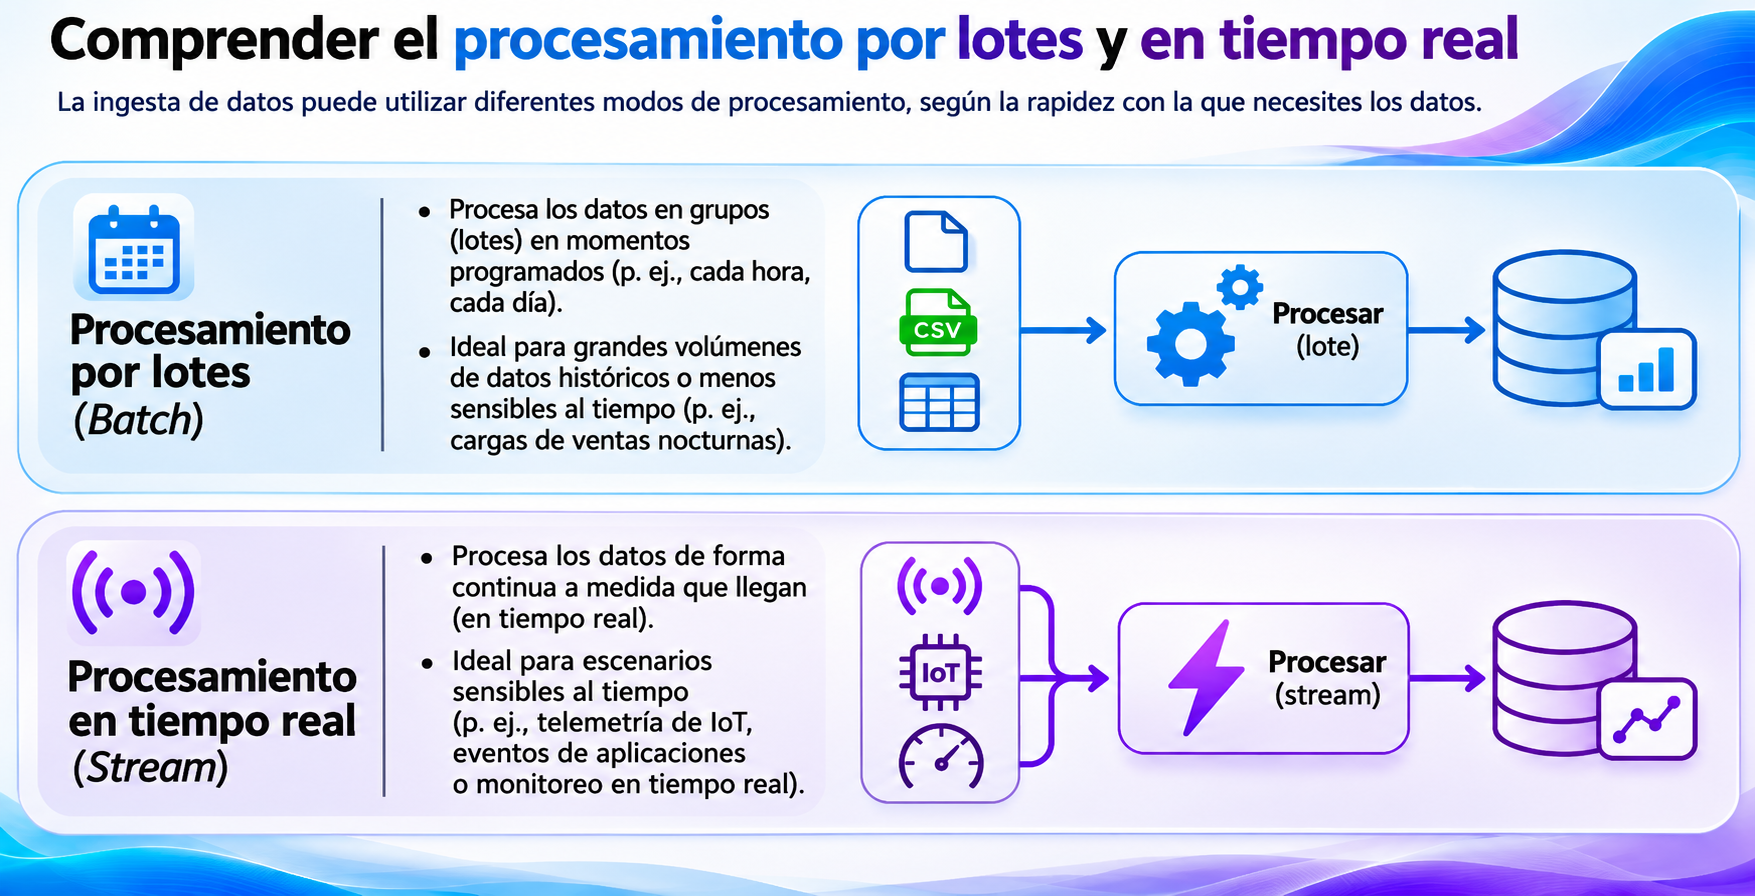 Comprender el procesamiento por lotes y en tiempo real
La ingesta de datos puede utilizar diferentes modos de procesamiento, según la rapidez con la que necesites los datos.
Procesamiento
por lotes
(Batch)
• Procesa los datos en grupos
(lotes) en momentos
programados (p. ej., cada hora,
cada día).
• Ideal para grandes volúmenes
de datos históricos o menos
sensibles al tiempo (p. ej.,
cargas de ventas nocturnas).
CSV
Procesar
(lote)
Procesamiento
en tiempo real
(Stream)
• Procesa los datos de forma
continua a medida que llegan
(en tiempo real).
• Ideal para escenarios
sensibles al tiempo
(p. ej., telemetría de IoT,
eventos de aplicaciones
o monitoreo en tiempo real).
IoT
Procesar
(stream)